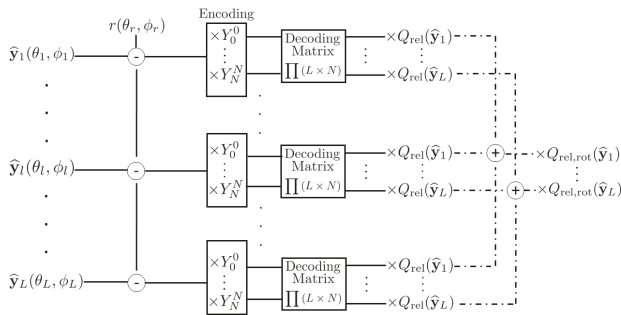 Encoding
r(θ_r, ϕ_r)
ŷ_1(θ_1, ϕ_1)
-
×Y_0^0
×Y_N^N
Decoding
Matrix
∏ (L × N)
×Q_rel(ŷ_1)
×Q_rel(ŷ_L)
ŷ_l(θ_l, ϕ_l)
-
×Y_0^0
×Y_N^N
Decoding
Matrix
∏ (L × N)
×Q_rel(ŷ_1)
×Q_rel(ŷ_L)
+
+
×Q_rel,rot(ŷ_1)
×Q_rel,rot(ŷ_L)
ŷ_L(θ_L, ϕ_L)
-
×Y_0^0
×Y_N^N
Decoding
Matrix
∏ (L × N)
×Q_rel(ŷ_1)
×Q_rel(ŷ_L)